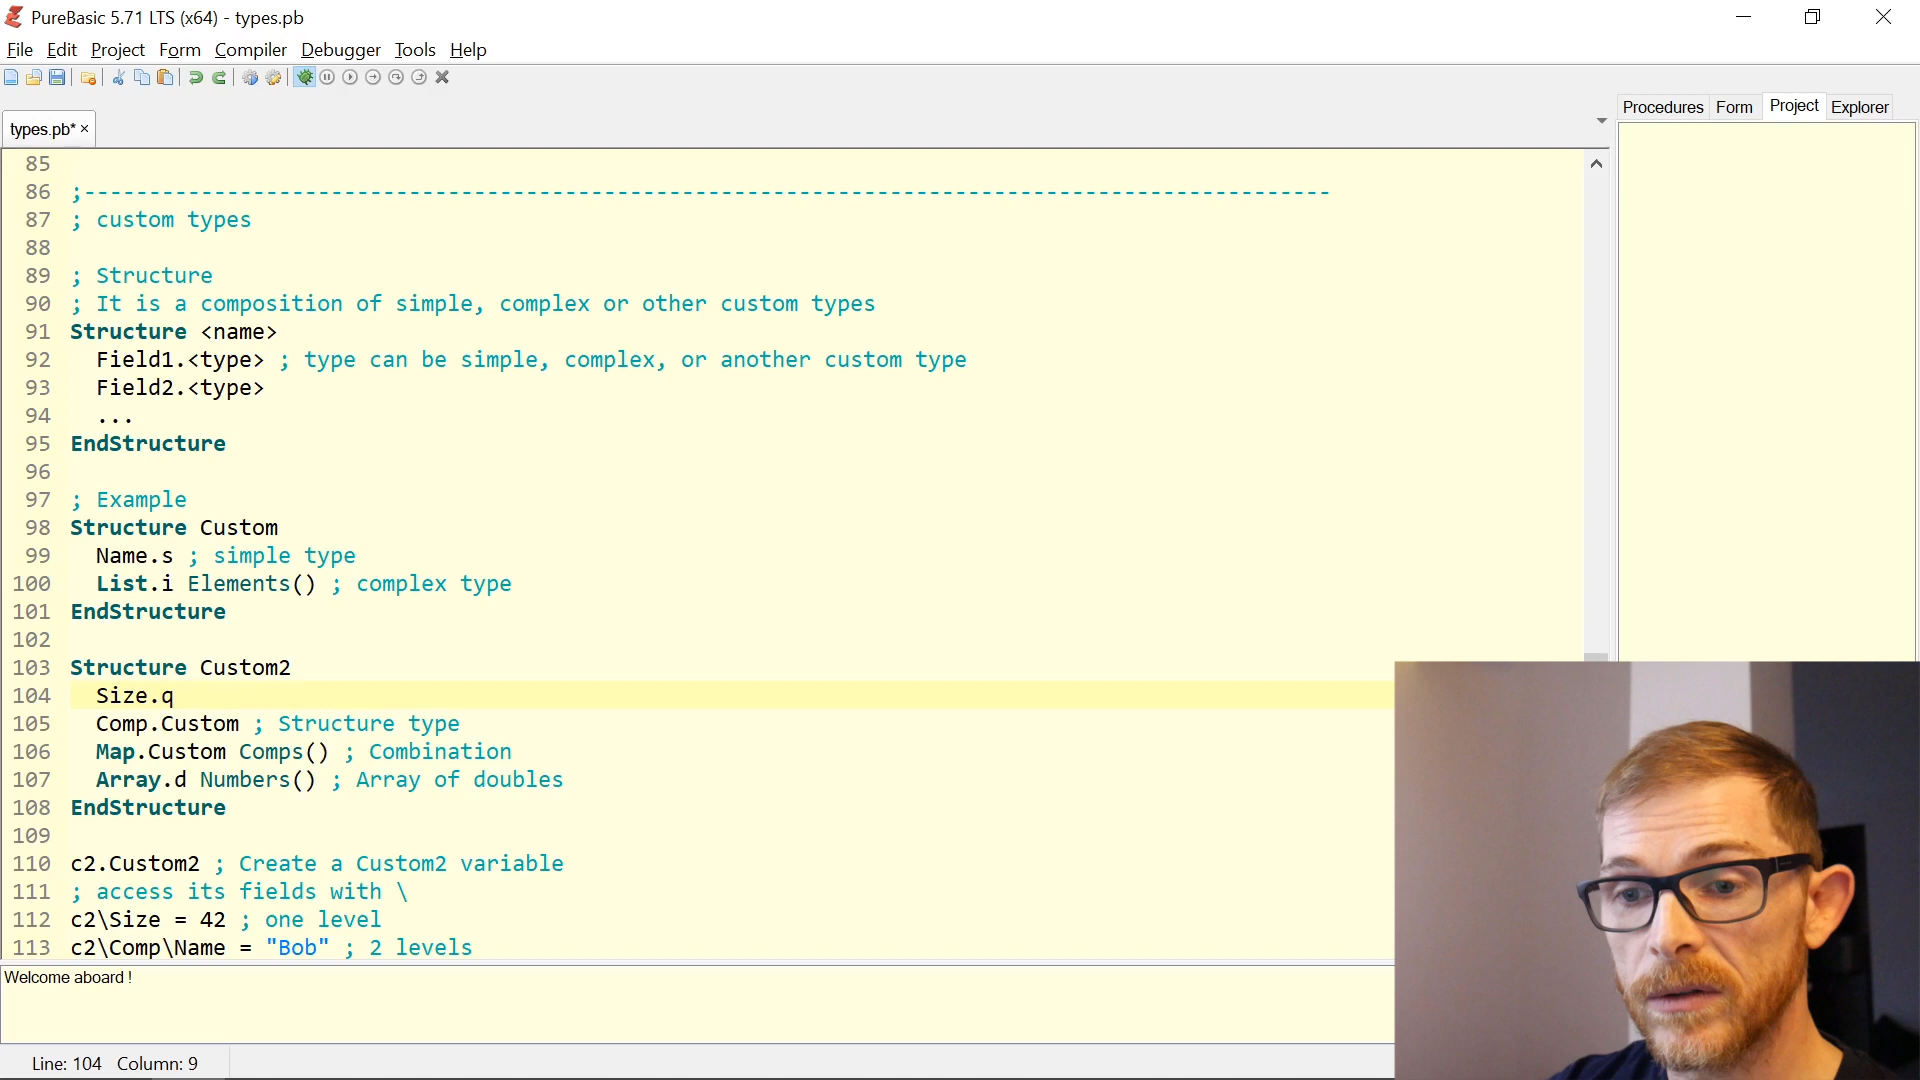 PureBasic 5.71 LTS (x64) - types.pb
File Edit Project Form Compiler Debugger Tools Help
types.pb*
Procedures Form Project Explorer
85
86 ;------------------------------------------------------------------------------------------------
87 ; custom types
88
89 ; Structure
90 ; It is a composition of simple, complex or other custom types
91 Structure <name>
92   Field1.<type> ; type can be simple, complex, or another custom type
93   Field2.<type>
94   ...
95 EndStructure
96
97 ; Example
98 Structure Custom
99   Name.s ; simple type
100   List.i Elements() ; complex type
101 EndStructure
102
103 Structure Custom2
104   Size.q
105   Comp.Custom ; Structure type
106   Map.Custom Comps() ; Combination
107   Array.d Numbers() ; Array of doubles
108 EndStructure
109
110 c2.Custom2 ; Create a Custom2 variable
111 ; access its fields with \
112 c2\Size = 42 ; one level
113 c2\Comp\Name = "Bob" ; 2 levels
Welcome aboard !
Line: 104 Column: 9